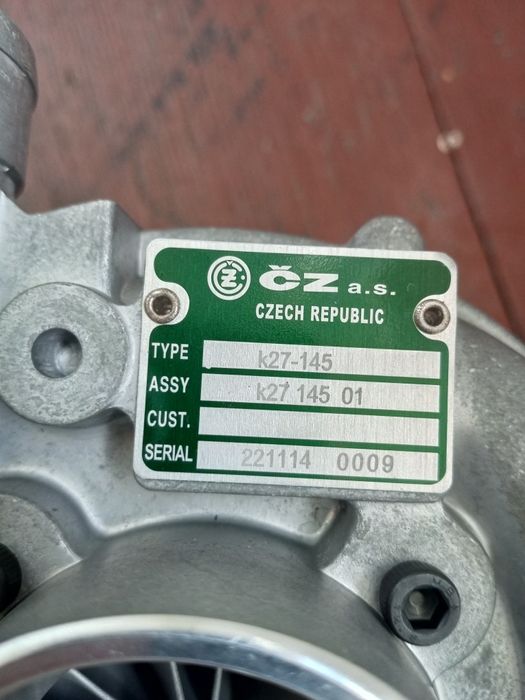 ČZ a.s.
CZECH REPUBLIC
TYPE k27-145
ASSY k27 145 01
CUST.
SERIAL 221114 0009